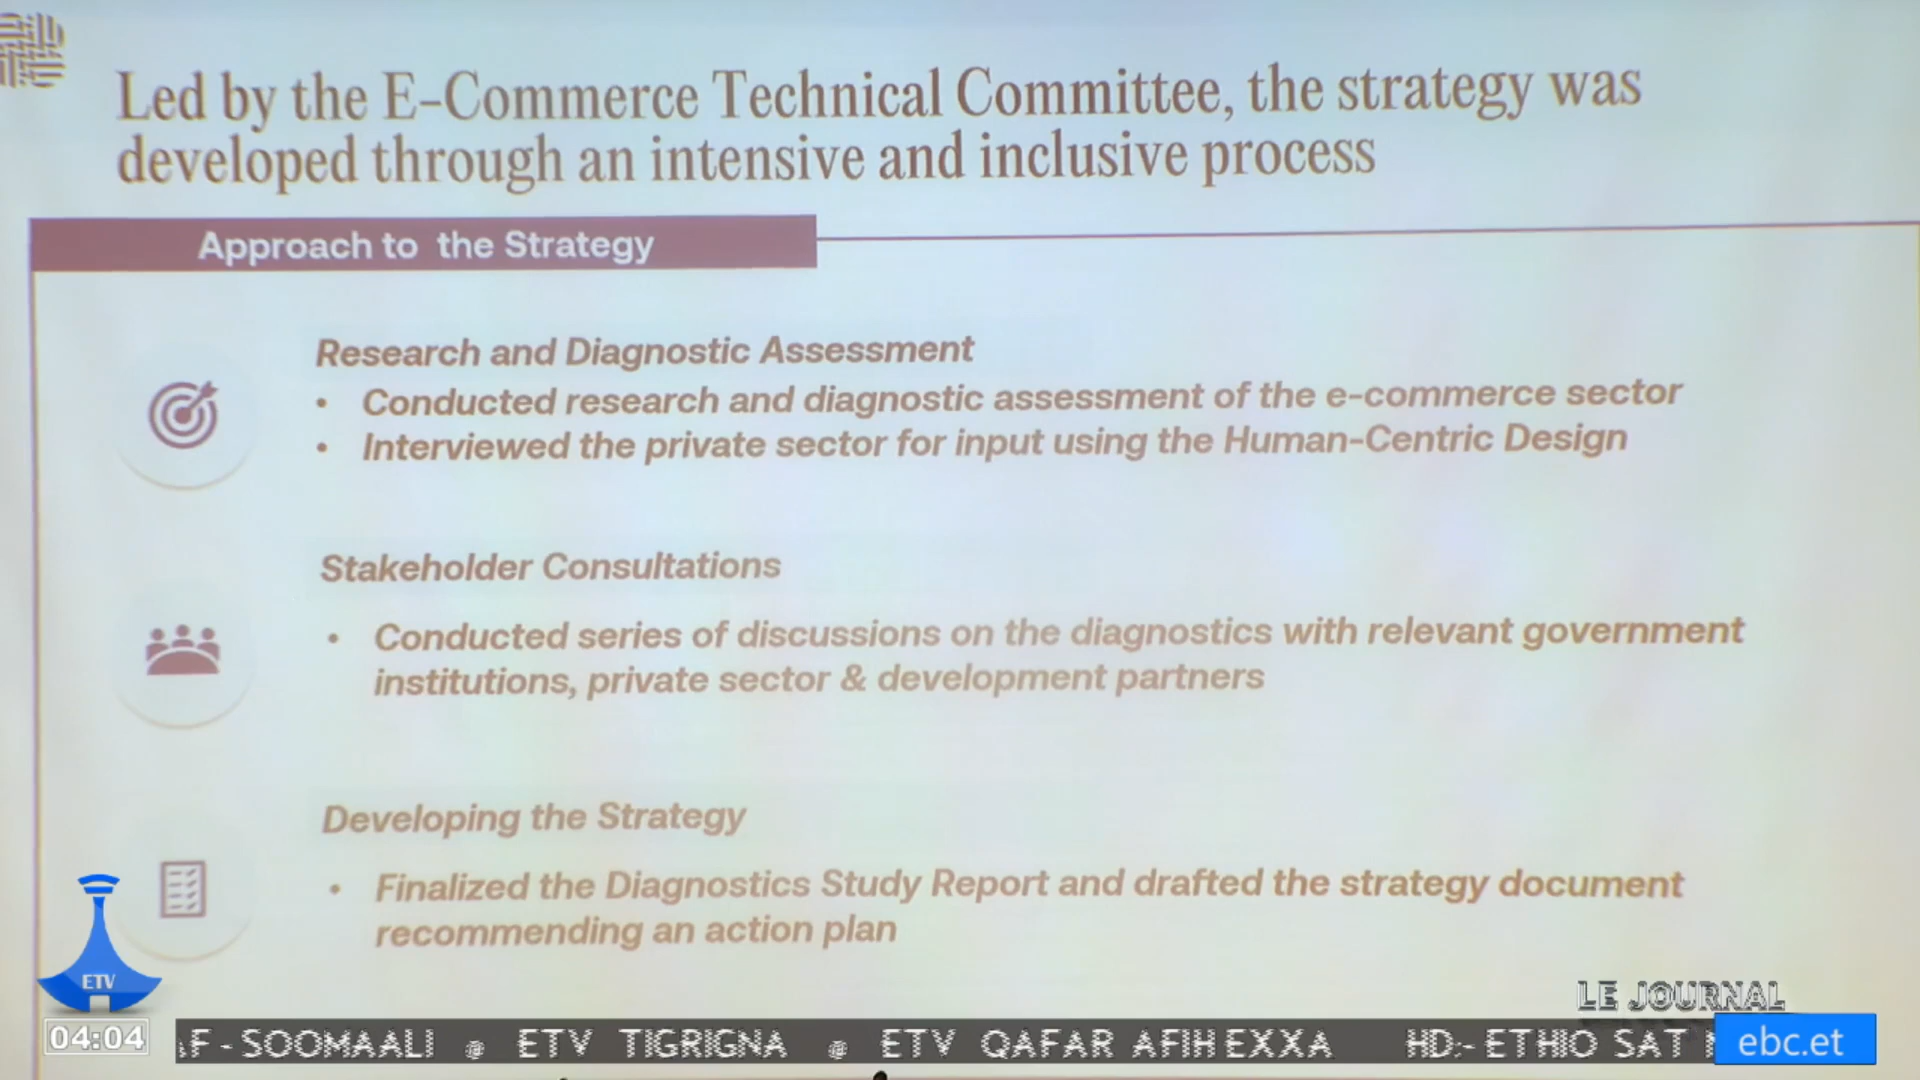 Led by the E-Commerce Technical Committee, the strategy was
developed through an intensive and inclusive process
Approach to the Strategy
Research and Diagnostic Assessment
• Conducted research and diagnostic assessment of the e-commerce sector
• Interviewed the private sector for input using the Human-Centric Design
Stakeholder Consultations
• Conducted series of discussions on the diagnostics with relevant government
institutions, private sector & development partners
Developing the Strategy
• Finalized the Diagnostics Study Report and drafted the strategy document
recommending an action plan
ETV
LE JOURNAL
04:04
F - SOOMAALI @ ETV TIGRIGNA @ ETV QAFAR AFIH EXXA HD:- ETHIO SAT
ebc.et